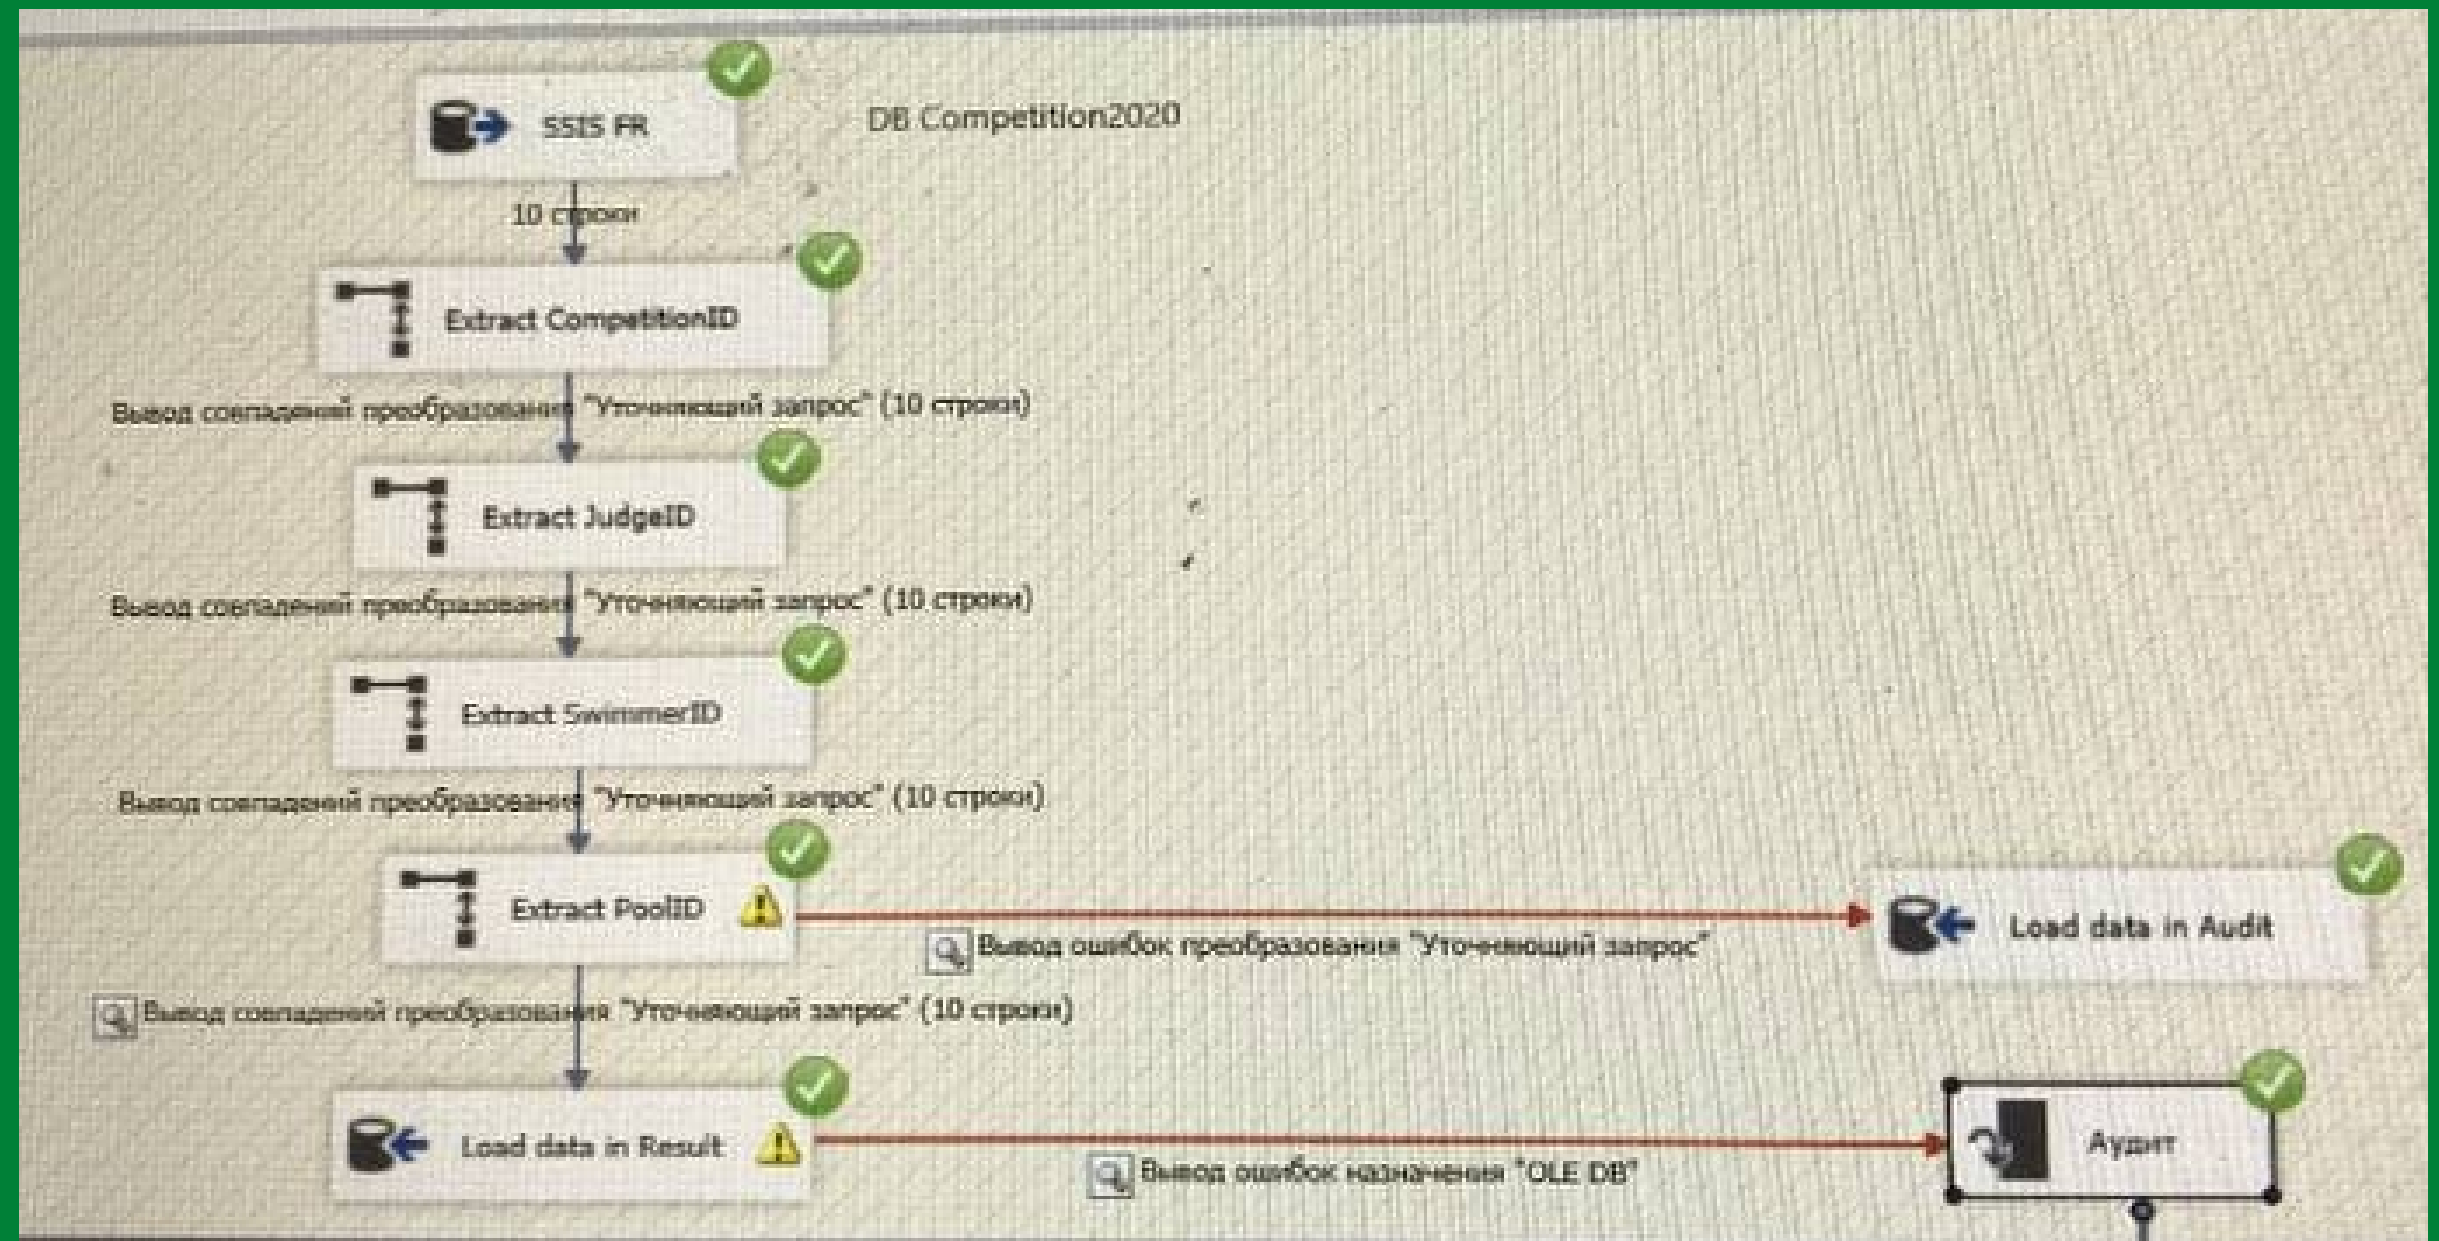 SSIS FR
DB Competition2020
10 строки
Extract CompetitionID
Вывод совпадений преобразования "Уточняющий запрос" (10 строки)
Extract JudgeID
Вывод совпадений преобразования "Уточняющий запрос" (10 строки)
Extract SwimmerID
Вывод совпадений преобразования "Уточняющий запрос" (10 строки)
Extract PoolID
Load data in Audit
Вывод ошибок преобразования "Уточняющий запрос"
Вывод совпадений преобразования "Уточняющий запрос" (10 строки)
Load data in Result
Аудит
Вывод ошибок назначения "OLE DB"